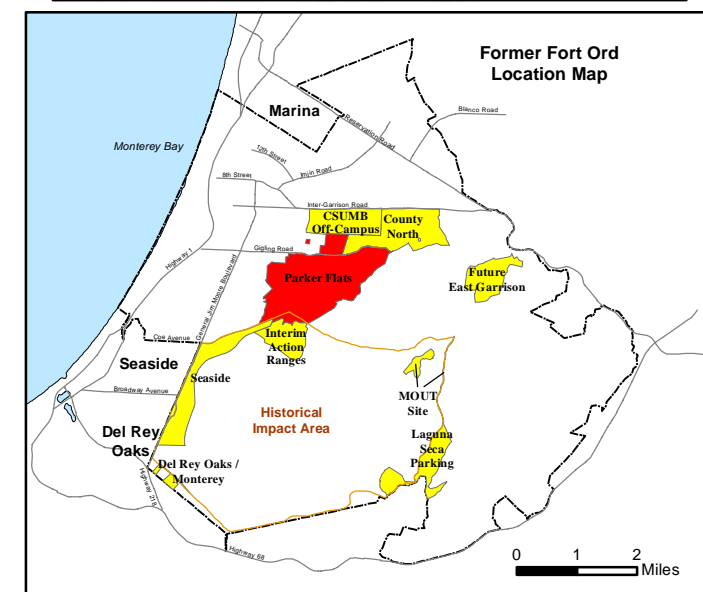 Former Fort Ord
Location Map
Marina
Blanco Road
Reservation Road
Monterey Bay
12th Street
Imjin Road
8th Street
Inter-Garrison Road
CSUMB
Off-Campus
County
North
Gigling Road
Highway 1
General Jim Moore Boulevard
Parker Flats
Future
East Garrison
Coe Avenue
Interim
Action
Ranges
Seaside
Seaside
Broadway Avenue
MOUT
Site
Historical
Impact Area
Del Rey
Oaks
Laguna
Seca
Parking
Del Rey Oaks /
Monterey
Highway 218
Highway 68
0 1 2
Miles